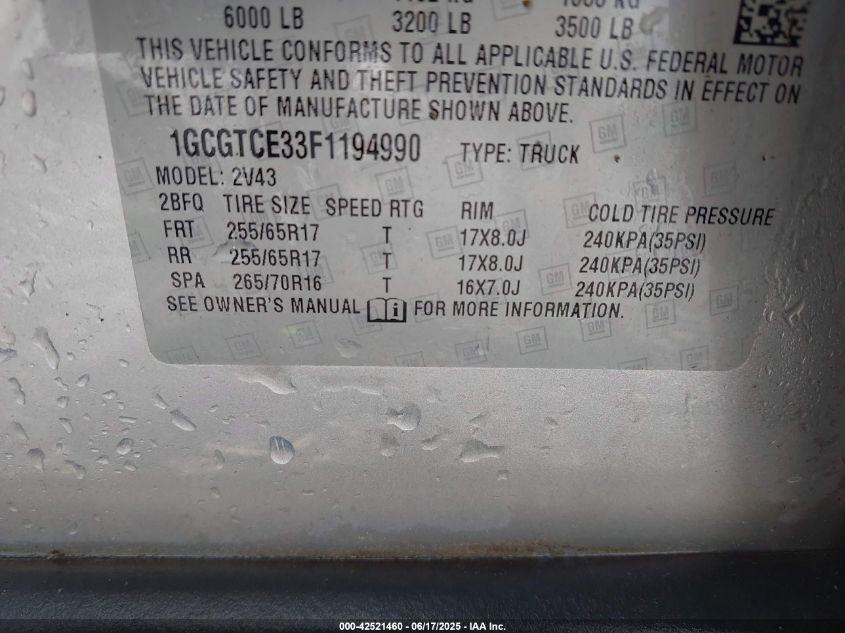 6000 LB 3200 LB 3500 LB
THIS VEHICLE CONFORMS TO ALL APPLICABLE U.S. FEDERAL MOTOR
VEHICLE SAFETY AND THEFT PREVENTION STANDARDS IN EFFECT ON
THE DATE OF MANUFACTURE SHOWN ABOVE.
1GCGTCE33F1194990 TYPE: TRUCK
MODEL: 2V43
2BFQ TIRE SIZE SPEED RTG RIM COLD TIRE PRESSURE
FRT 255/65R17 T 17X8.0J 240KPA(35PSI)
RR 255/65R17 T 17X8.0J 240KPA(35PSI)
SPA 265/70R16 T 16X7.0J 240KPA(35PSI)
SEE OWNER'S MANUAL FOR MORE INFORMATION.
000-42521460 - 06/17/2025 - IAA Inc.